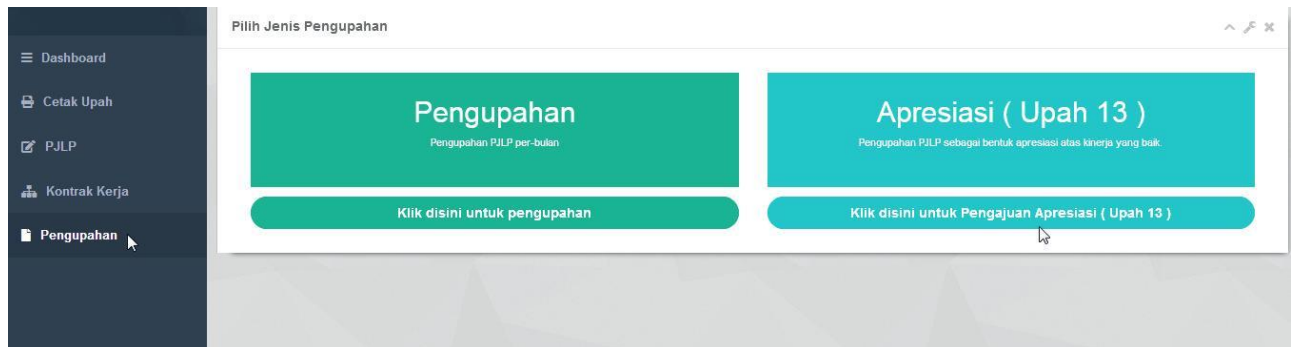 Pilih Jenis Pengupahan
Dashboard
Cetak Upah
PJLP
Kontrak Kerja
Pengupahan
Pengupahan
Pengupahan PJLP per-bulan
Klik disini untuk pengupahan
Apresiasi ( Upah 13 )
Pengupahan PJLP sebagai bentuk apresiasi atas kinerja yang baik
Klik disini untuk Pengajuan Apresiasi ( Upah 13 )